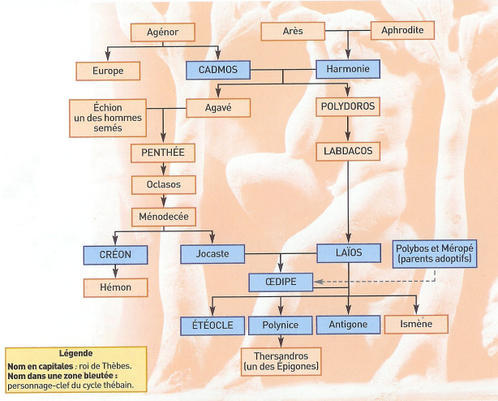 Agénor
Arès
Aphrodite
Europe
CADMOS
Harmonie
Échion
un des hommes
semés
Agavé
POLYDOROS
PENTHÉE
LABDACOS
Oclasos
Ménodecée
CRÉON
Jocaste
LAÏOS
Polybos et Méropé
(parents adoptifs)
Hémon
ŒDIPE
ÉTÉOCLE
Polynice
Antigone
Ismène
Thersandros
(un des Épigones)
Légende
Nom en capitales : roi de Thèbes.
Nom dans une zone bleutée :
personnage-clef du cycle thébain.